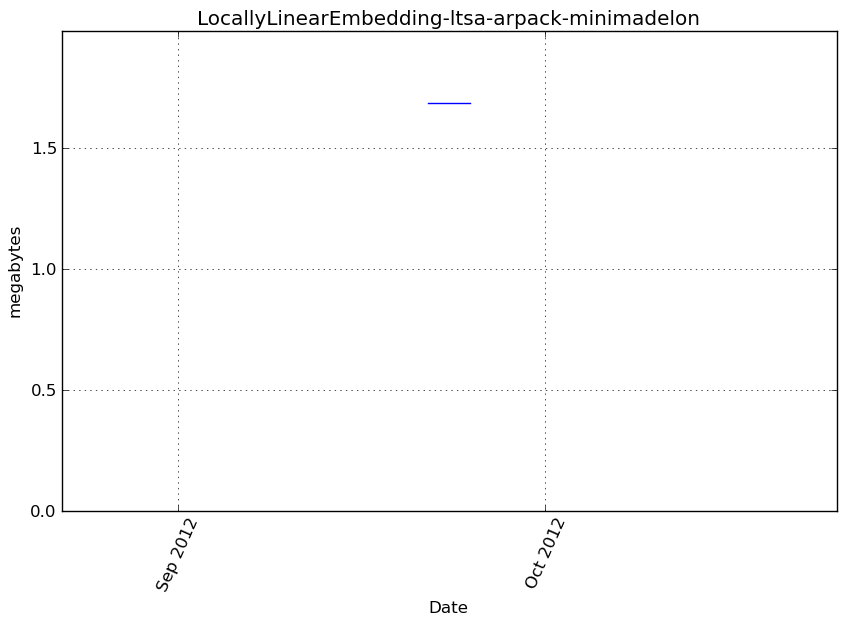 LocallyLinearEmbedding-ltsa-arpack-minimadelon
megabytes
1.5
1.0
0.5
0.0
Sep 2012
Oct 2012
Date